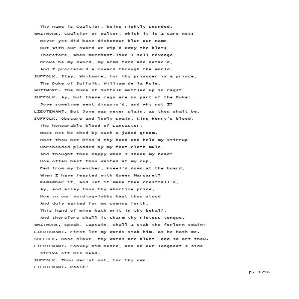 Thy name is Gualtier, being rightly sounded.
WHITMORE. Gualtier or Walter, which it is I care not:
Never yet did base dishonour blur our name
But with our sword we wip'd away the blot;
Therefore, when merchant-like I sell revenge,
Broke be my sword, my arms torn and defac'd,
And I proclaim'd a coward through the world.
SUFFOLK. Stay, Whitmore, for thy prisoner is a prince,
The Duke of Suffolk, William de la Pole.
WHITMORE. The Duke of Suffolk muffled up in rags?
SUFFOLK. Ay, but these rags are no part of the Duke:
Jove sometime went disguis'd, and why not I?
LIEUTENANT. But Jove was never slain, as thou shalt be.
SUFFOLK. Obscure and lowly swain, King Henry's blood,
The honourable blood of Lancaster,
Must not be shed by such a jaded groom.
Hast thou not kiss'd thy hand and held my stirrup,
Bareheaded plodded by my foot-cloth mule,
And thought thee happy when I shook my head?
How often hast thou waited at my cup,
Fed from my trencher, kneel'd down at the board,
When I have feasted with Queen Margaret?
Remember it, and let it make thee crestfall'n,
Ay, and allay thus thy abortive pride,
How in our voiding-lobby hast thou stood
And duly waited for my coming forth.
This hand of mine hath writ in thy behalf,
And therefore shall it charm thy riotous tongue.
WHITMORE. Speak, Captain, shall I stab the forlorn swain?
LIEUTENANT. First let my words stab him, as he hath me.
SUFFOLK. Base slave, thy words are blunt, and so art thou.
LIEUTENANT. Convey him hence, and on our longboat's side
Strike off his head.
SUFFOLK. Thou dar'st not, for thy own.
LIEUTENANT. Poole!